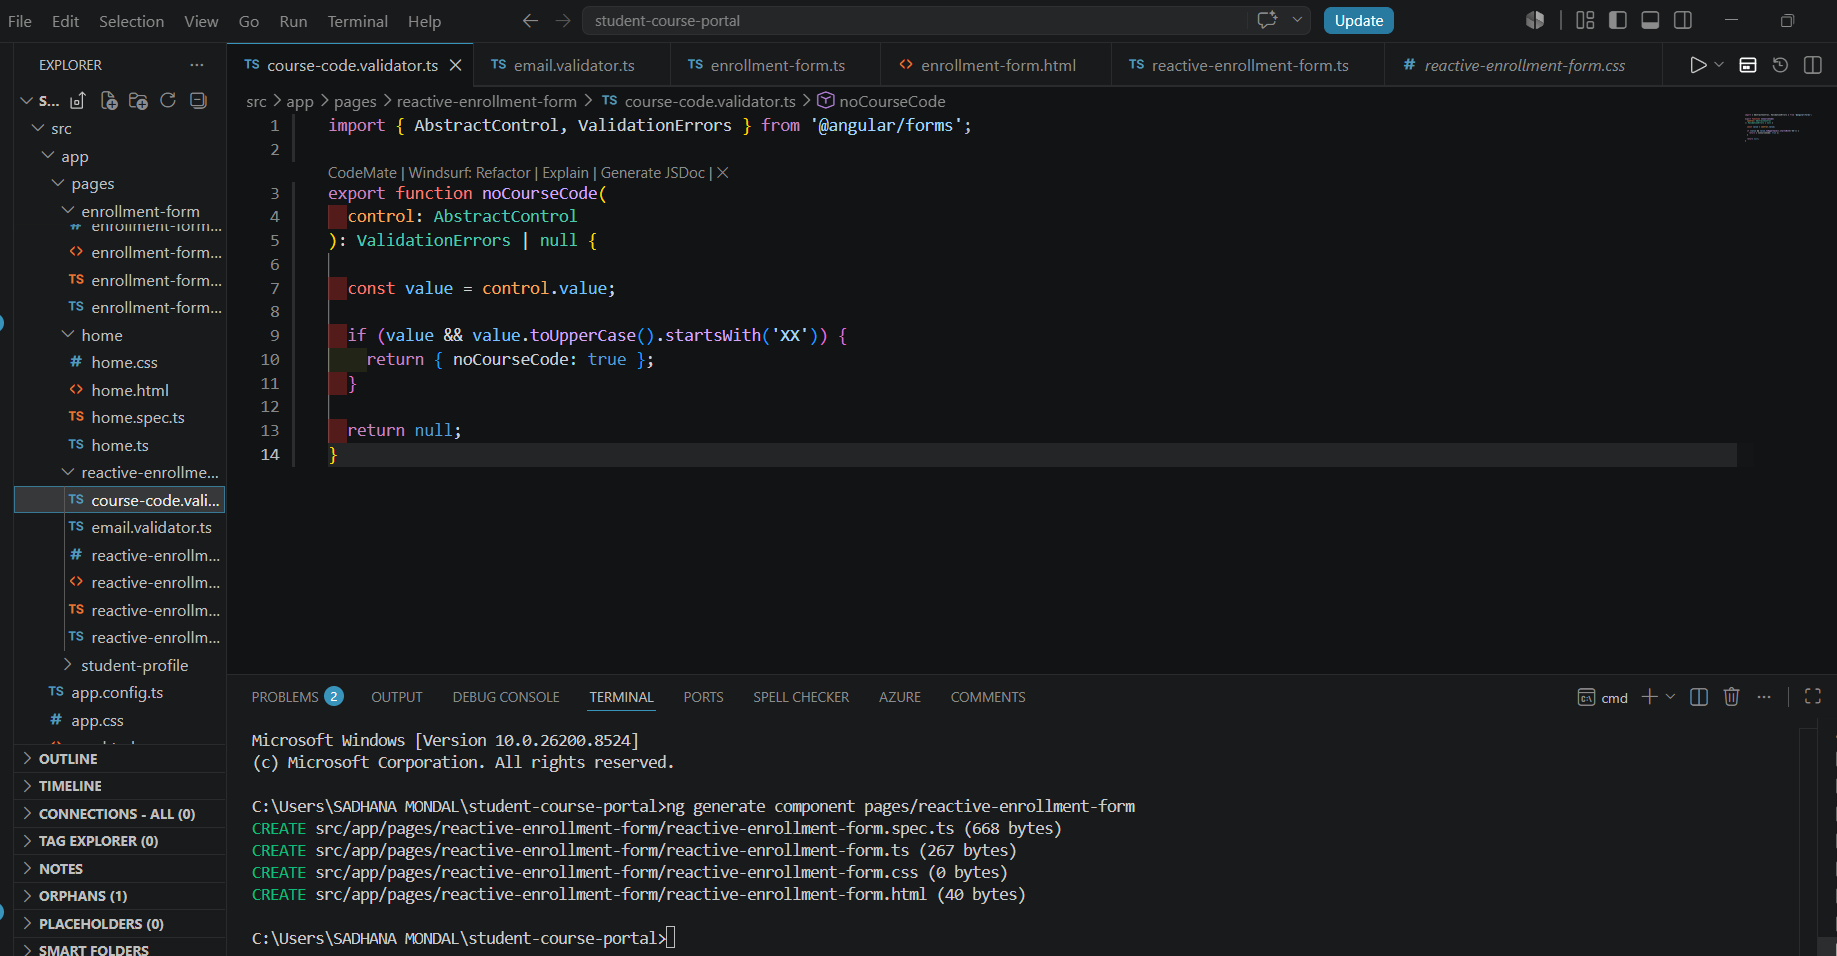 File Edit Selection View Go Run Terminal Help
student-course-portal
Update
EXPLORER
S...
src
app
pages
enrollment-form
enrollment-form...
enrollment-form...
enrollment-form...
enrollment-form...
home
home.css
home.html
TS home.spec.ts
TS home.ts
reactive-enrollme...
TS course-code.vali...
TS email.validator.ts
# reactive-enrollm...
<> reactive-enrollm...
TS reactive-enrollm...
TS reactive-enrollm...
student-profile
TS app.config.ts
# app.css
OUTLINE
TIMELINE
CONNECTIONS - ALL (0)
TAG EXPLORER (0)
NOTES
ORPHANS (1)
PLACEHOLDERS (0)
SMART FOLDERS
TS course-code.validator.ts TS email.validator.ts TS enrollment-form.ts <> enrollment-form.html TS reactive-enrollment-form.ts # reactive-enrollment-form.css
src > app > pages > reactive-enrollment-form > TS course-code.validator.ts > noCourseCode
1 import { AbstractControl, ValidationErrors } from '@angular/forms';
2
CodeMate | Windsurf: Refactor | Explain | Generate JSDoc | X
3 export function noCourseCode(
4 control: AbstractControl
5 ): ValidationErrors | null {
6
7 const value = control.value;
8
9 if (value && value.toUpperCase().startsWith('XX')) {
10 return { noCourseCode: true };
11 }
12
13 return null;
14 }
PROBLEMS 2 OUTPUT DEBUG CONSOLE TERMINAL PORTS SPELL CHECKER AZURE COMMENTS
cmd
Microsoft Windows [Version 10.0.26200.8524]
(c) Microsoft Corporation. All rights reserved.
C:\Users\SADHANA MONDAL\student-course-portal>ng generate component pages/reactive-enrollment-form
CREATE src/app/pages/reactive-enrollment-form/reactive-enrollment-form.spec.ts (668 bytes)
CREATE src/app/pages/reactive-enrollment-form/reactive-enrollment-form.ts (267 bytes)
CREATE src/app/pages/reactive-enrollment-form/reactive-enrollment-form.css (0 bytes)
CREATE src/app/pages/reactive-enrollment-form/reactive-enrollment-form.html (40 bytes)
C:\Users\SADHANA MONDAL\student-course-portal>